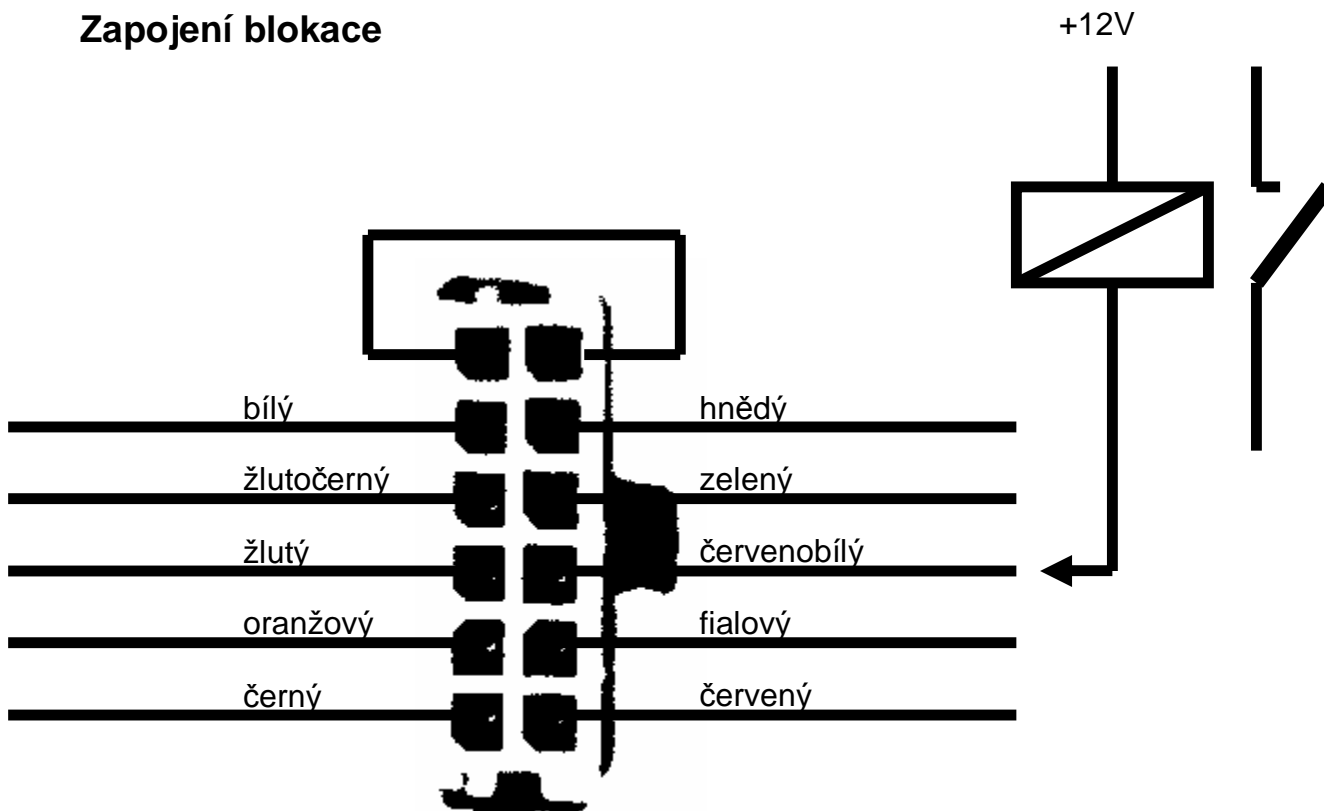 Zapojení blokace
+12V
bílý
hnědý
žlutočerný
zelený
žlutý
červenobílý
oranžový
fialový
černý
červený